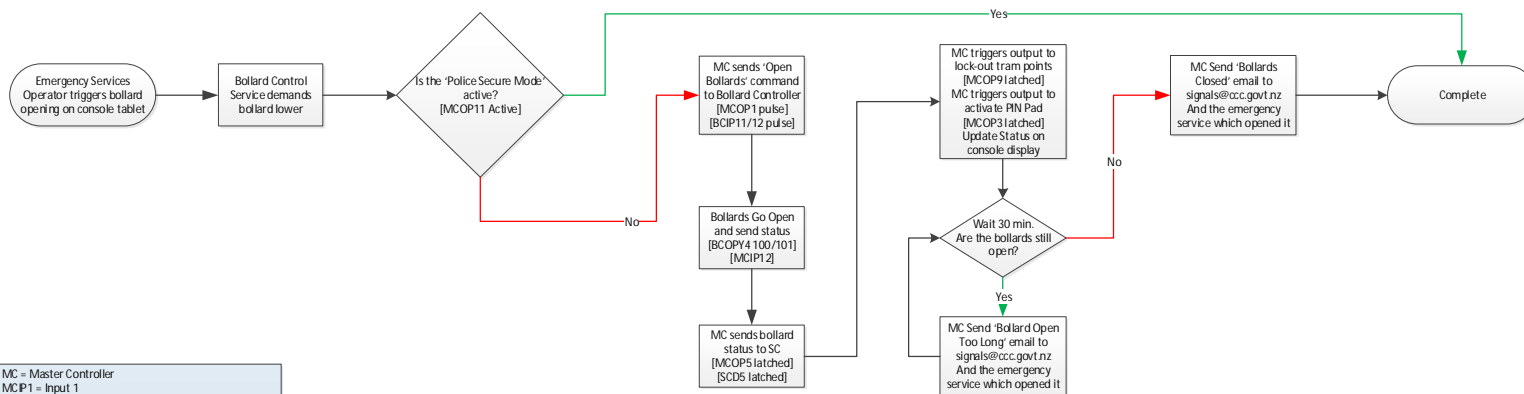 Emergency Services
Operator triggers bollard
opening on console tablet
Bollard Control
Service demands
bollard lower
Is the 'Police Secure Mode'
active?
[MCOP11 Active]
Yes
No
MC sends 'Open
Bollards' command
to Bollard Controller
[MCOP1 pulse]
[BCIP11/12 pulse]
Bollards Go Open
and send status
[BCOPY4 100/101]
[MCIP12]
MC sends bollard
status to SC
[MCOP5 latched]
[SCD5 latched]
MC triggers output to
lock-out tram points
[MCOP9 latched]
MC triggers output to
activate PIN Pad
[MCOP3 latched]
Update Status on
console display
Wait 30 min.
Are the bollards still
open?
Yes
No
MC Send 'Bollard Open
Too Long' email to
signals@ccc.govt.nz
And the emergency
service which opened it
MC Send 'Bollards
Closed' email to
signals@ccc.govt.nz
And the emergency
service which opened it
Complete
MC = Master Controller
MCIP1 = Input 1